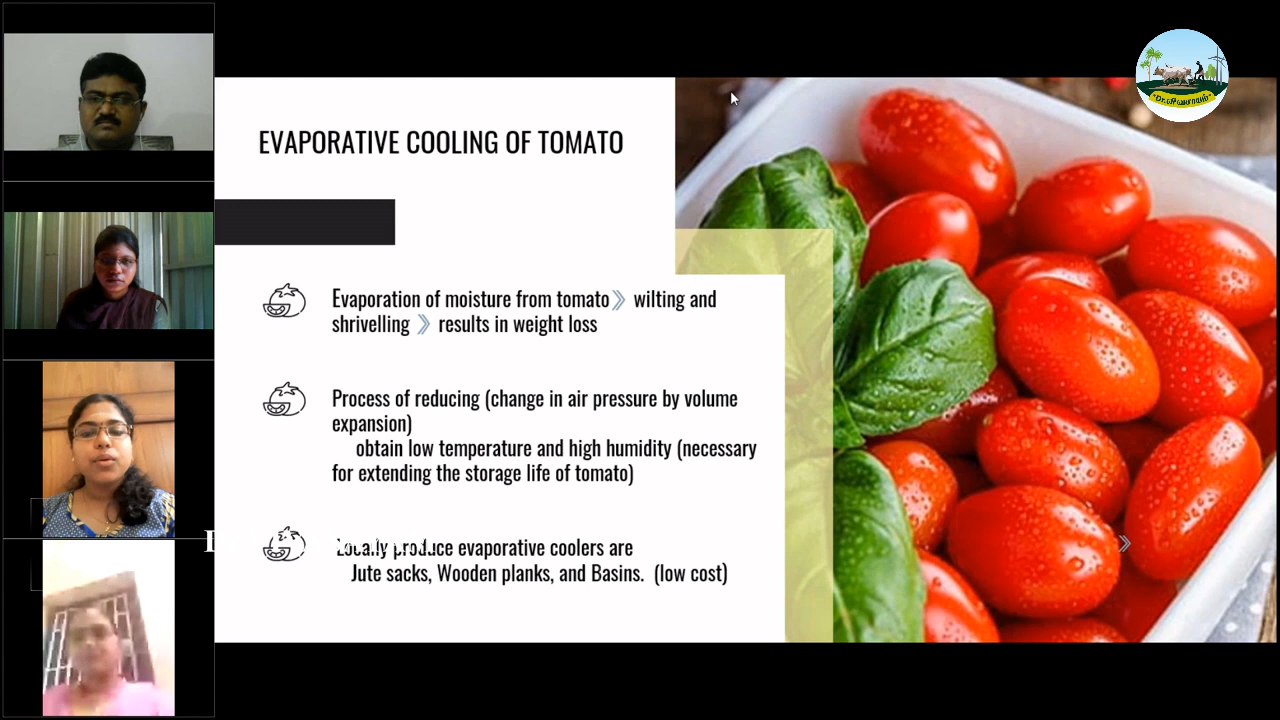 EVAPORATIVE COOLING OF TOMATO
Evaporation of moisture from tomato » wilting and
shrivelling » results in weight loss
Process of reducing (change in air pressure by volume
expansion)
obtain low temperature and high humidity (necessary
for extending the storage life of tomato)
Locally produce evaporative coolers are
Jute sacks, Wooden planks, and Basins. (low cost)